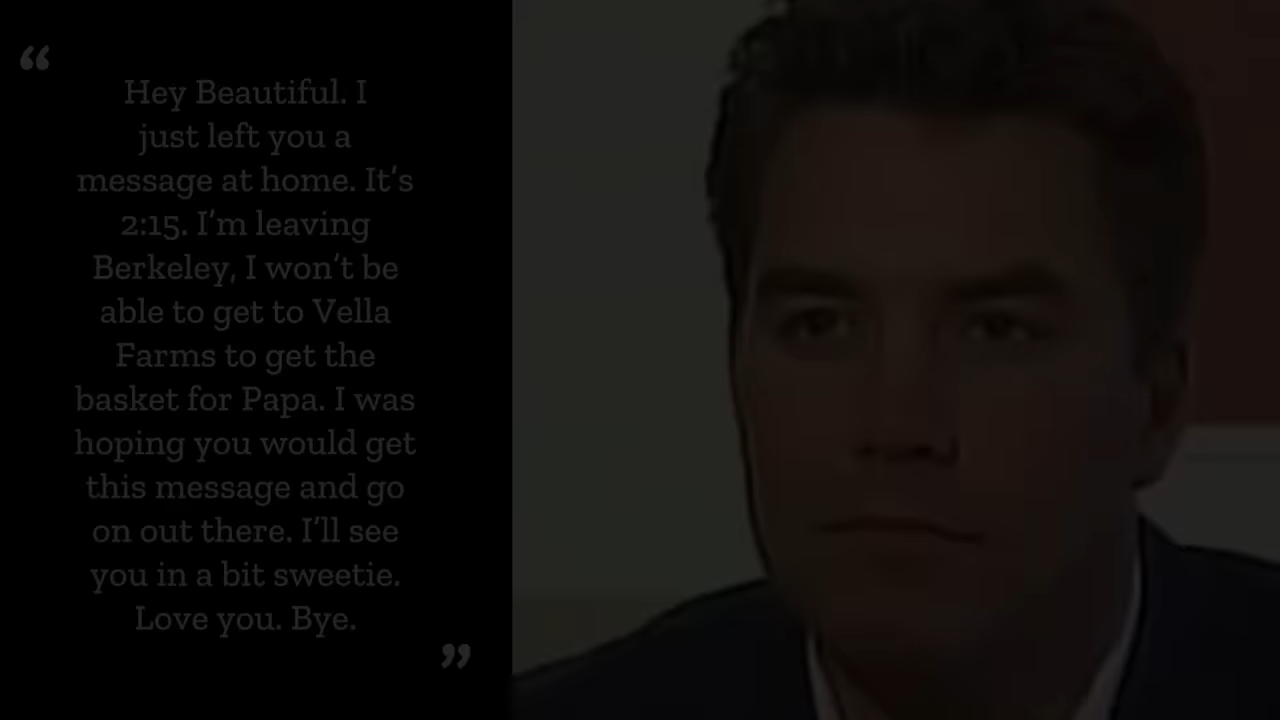 “
Hey Beautiful. I
just left you a
message at home. It’s
2:15. I’m leaving
Berkeley, I won’t be
able to get to Vella
Farms to get the
basket for Papa. I was
hoping you would get
this message and go
on out there. I’ll see
you in a bit sweetie.
Love you. Bye.
”